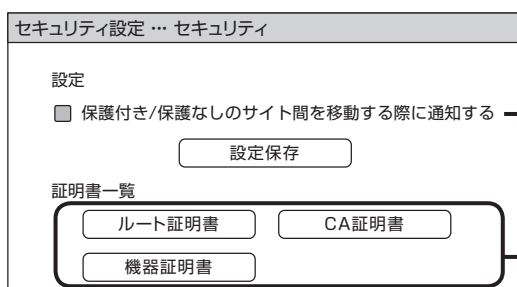 セキュリティ設定 … セキュリティ
設定
保護付き/保護なしのサイト間を移動する際に通知する
設定保存
証明書一覧
ルート証明書 CA証明書
機器証明書